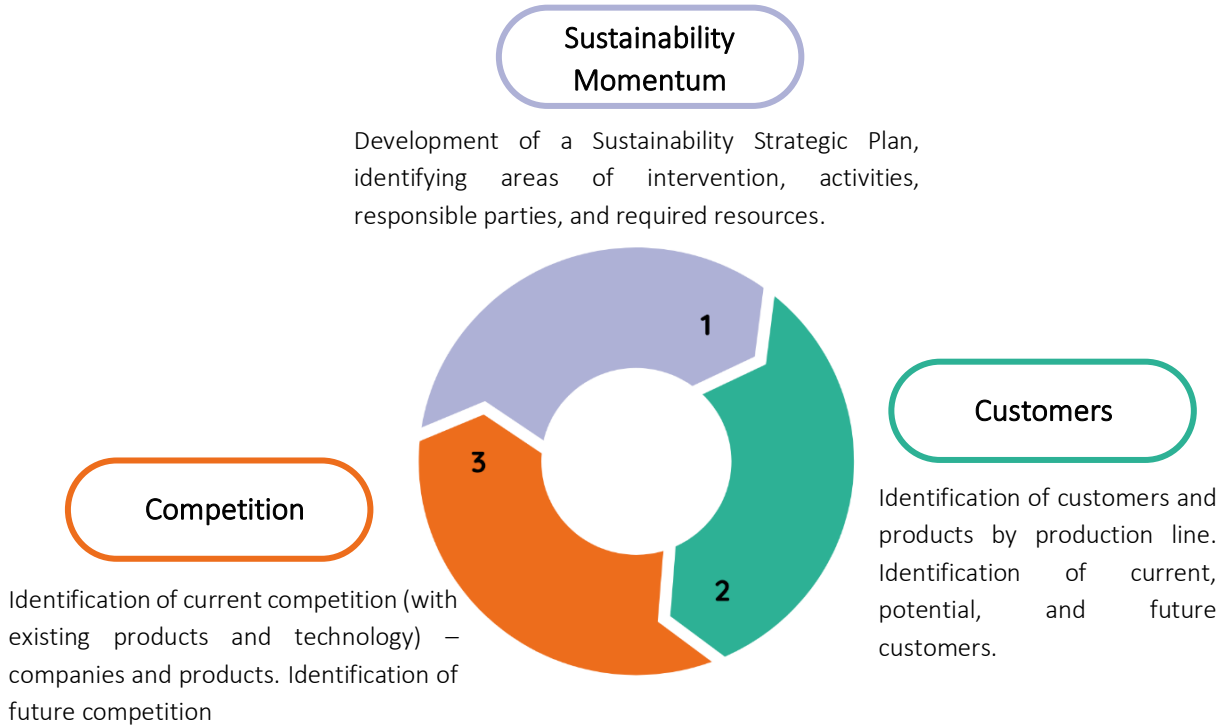 Sustainability
Momentum
Development of a Sustainability Strategic Plan,
identifying areas of intervention, activities,
responsible parties, and required resources.
1
Customers
Identification of customers and
products by production line.
Identification of current,
potential, and future
customers.
2
3
Competition
Identification of current competition (with
existing products and technology) –
companies and products. Identification of
future competition